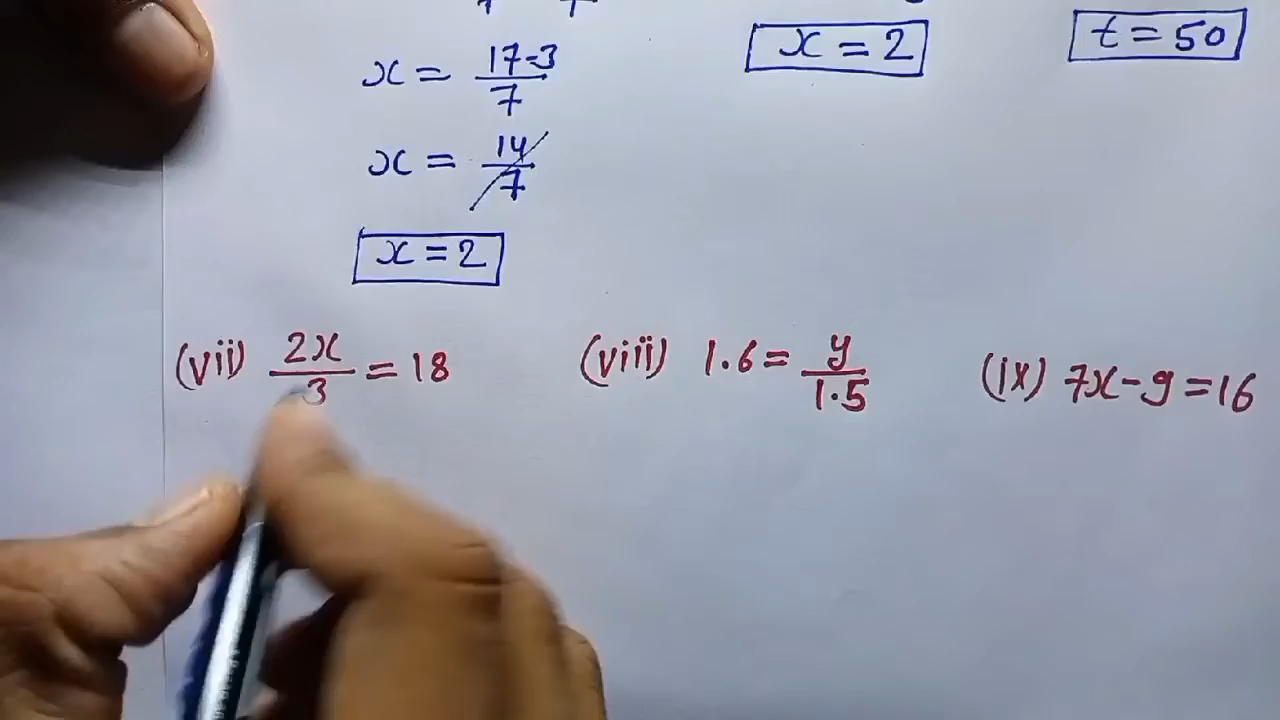 x = 17-3/7
x = 14/7
x = 2
x = 2
t = 50
(vii) 2x/3 = 18
(viii) 1.6 = y/1.5
(ix) 7x - 9 = 16